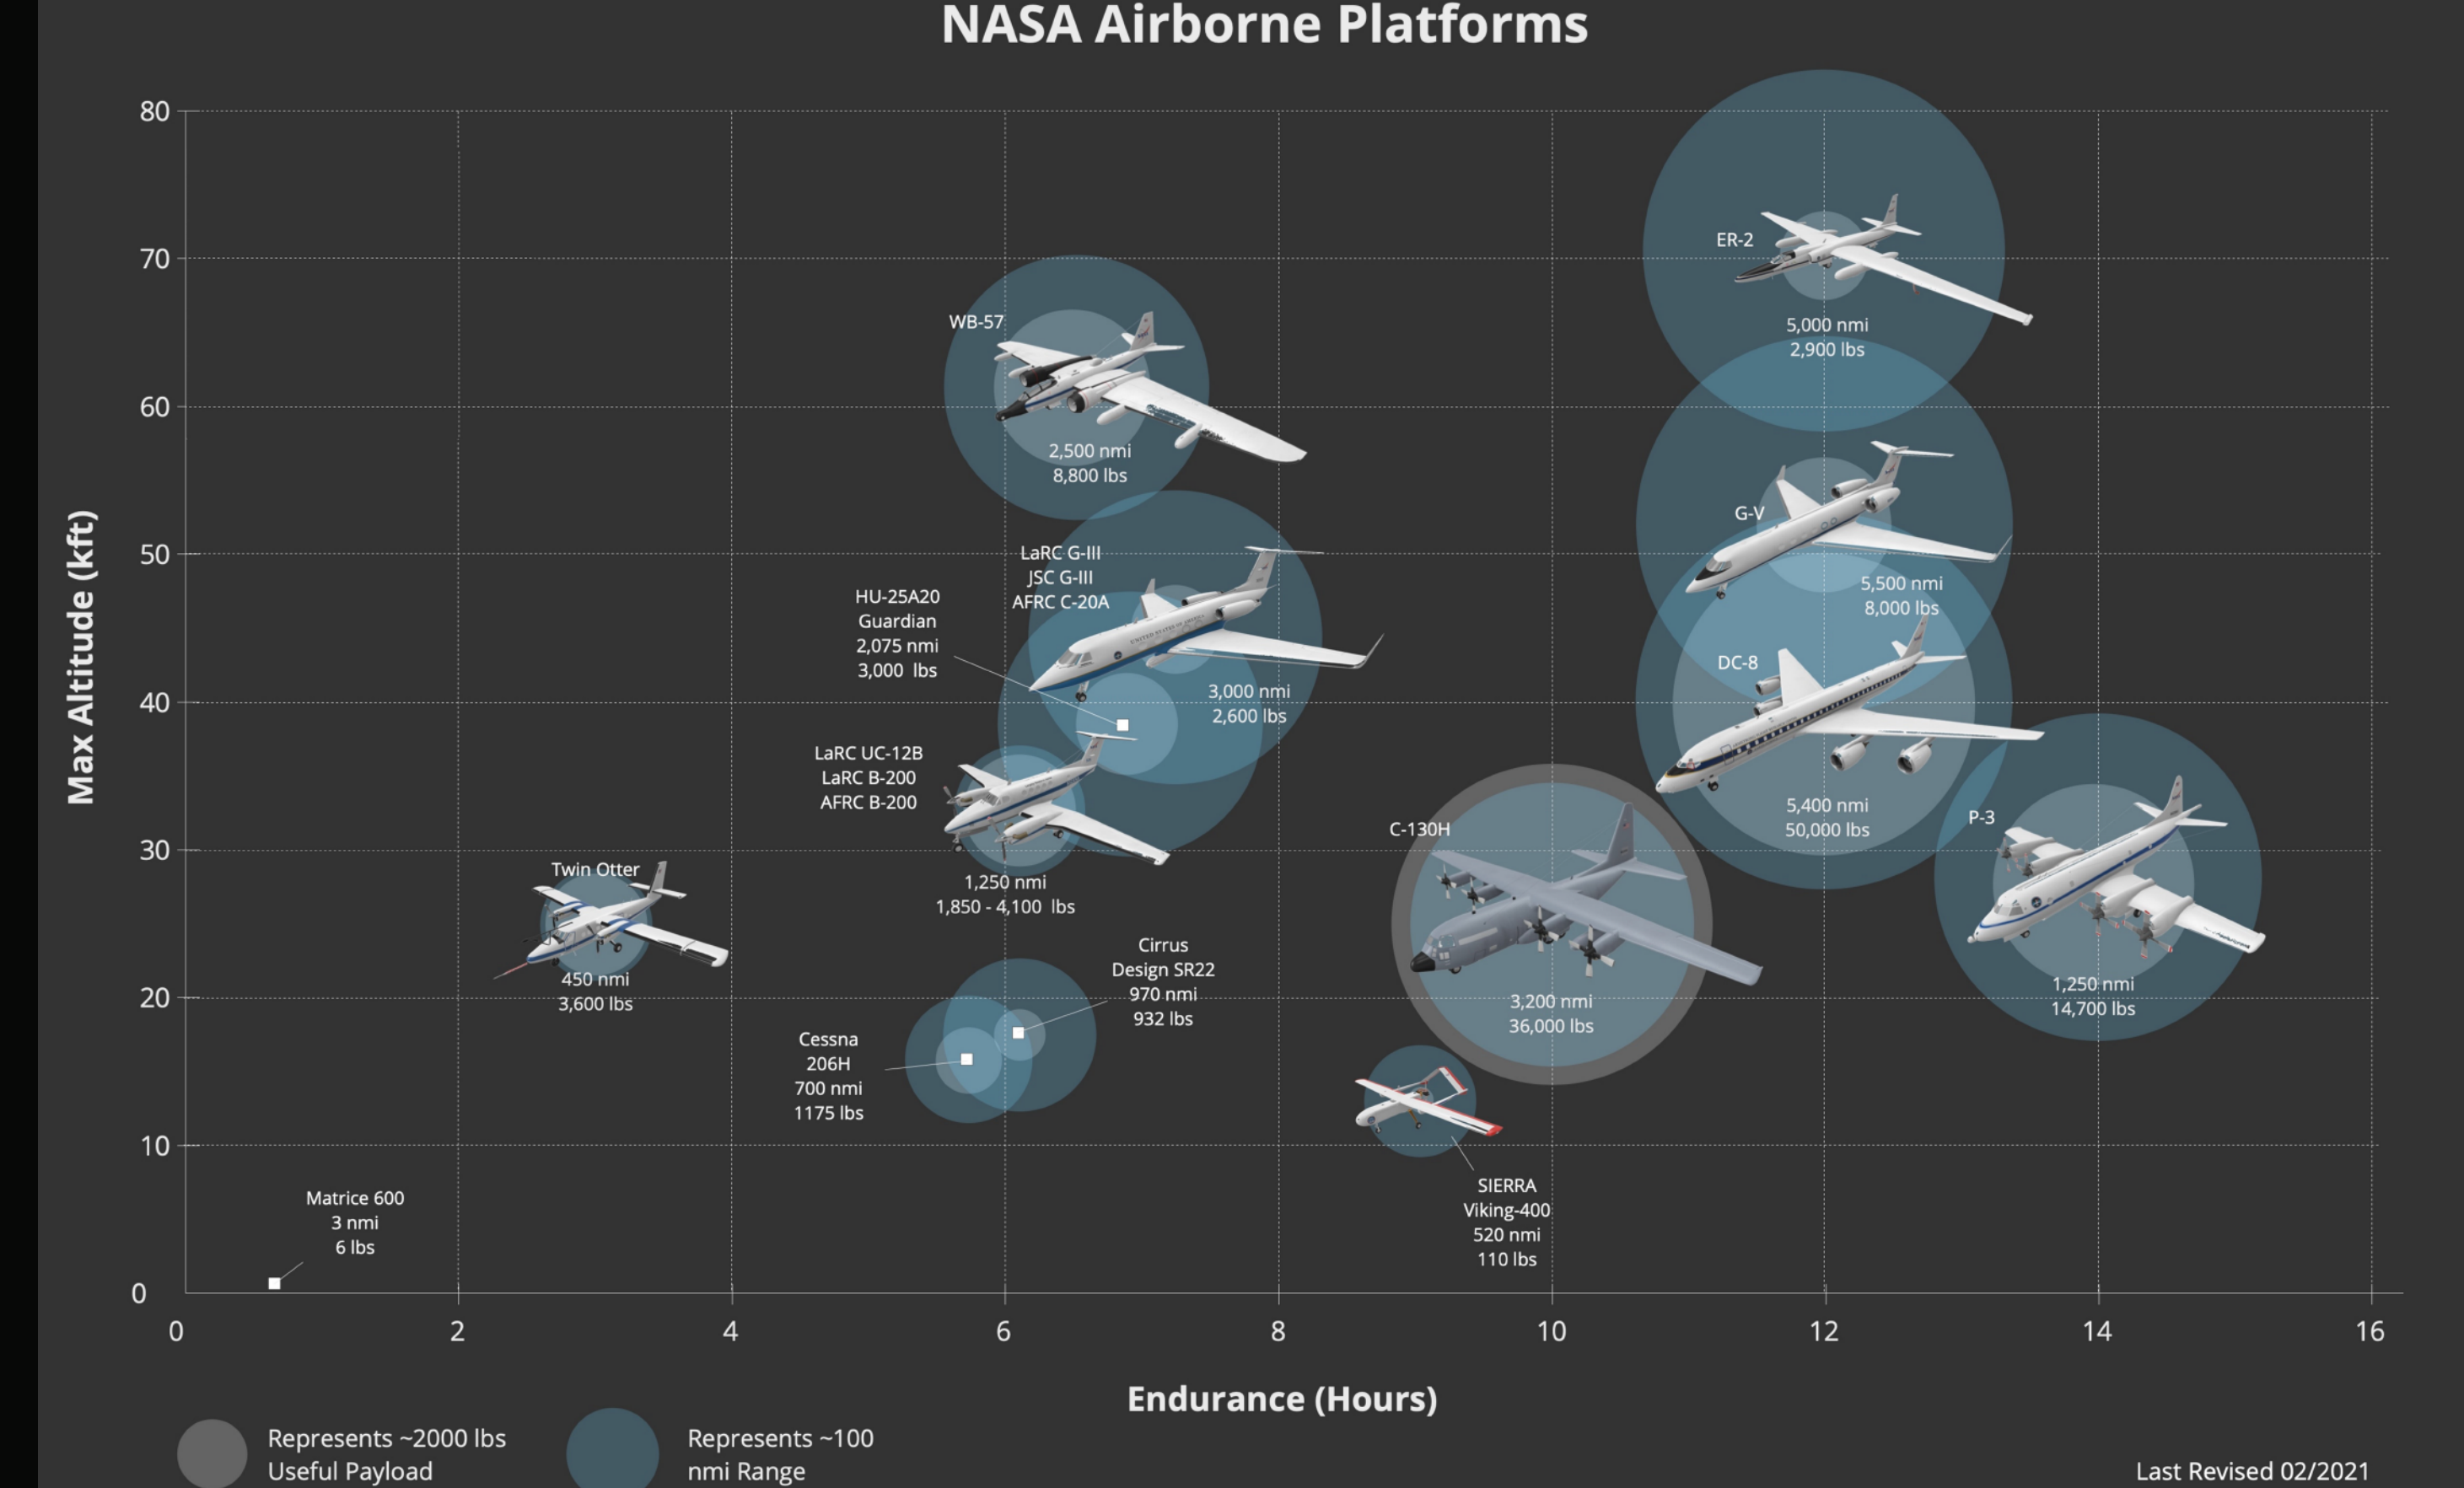 NASA Airborne Platforms
Max Altitude (kft)
80
70
60
50
40
30
20
10
0
ER-2
5,000 nmi
2,900 lbs
WB-57
2,500 nmi
8,800 lbs
G-V
5,500 nmi
8,000 lbs
LaRC G-III
JSC G-III
AFRC C-20A
3,000 nmi
2,600 lbs
HU-25A20
Guardian
2,075 nmi
3,000 lbs
DC-8
5,400 nmi
50,000 lbs
LaRC UC-12B
LaRC B-200
AFRC B-200
1,250 nmi
1,850 - 4,100 lbs
C-130H
3,200 nmi
36,000 lbs
P-3
1,250 nmi
14,700 lbs
Twin Otter
450 nmi
3,600 lbs
Cirrus
Design SR22
970 nmi
932 lbs
Cessna
206H
700 nmi
1175 lbs
SIERRA
Viking-400
520 nmi
110 lbs
Matrice 600
3 nmi
6 lbs
0 2 4 6 8 10 12 14 16
Endurance (Hours)
Represents ~2000 lbs
Useful Payload
Represents ~100
nmi Range
Last Revised 02/2021